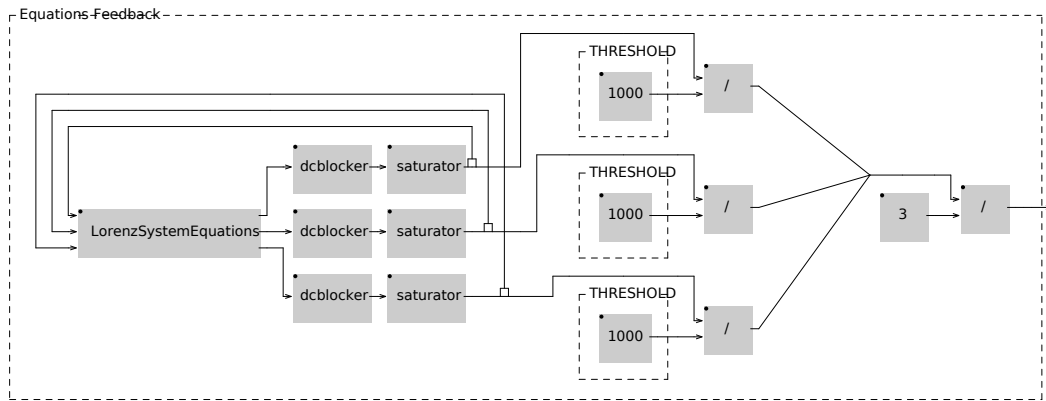 Equations Feedback
THRESHOLD
1000
/
dcblocker
saturator
THRESHOLD
1000
/
3
/
LorenzSystemEquations
dcblocker
saturator
dcblocker
saturator
THRESHOLD
1000
/